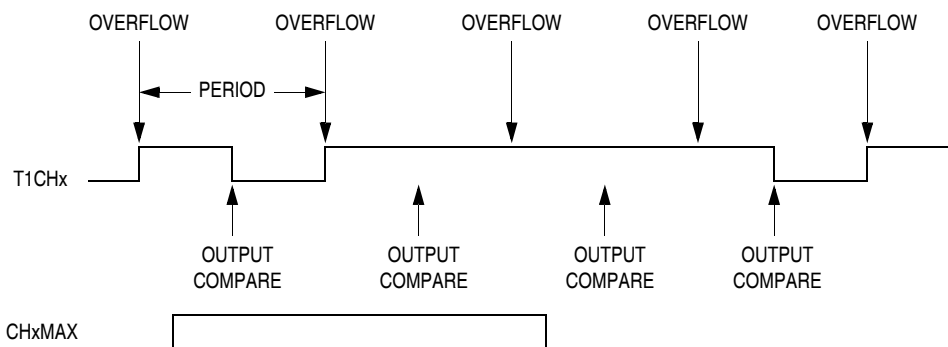 OVERFLOW OVERFLOW OVERFLOW OVERFLOW OVERFLOW
PERIOD
T1CHx
OUTPUT OUTPUT OUTPUT OUTPUT
COMPARE COMPARE COMPARE COMPARE
CHxMAX